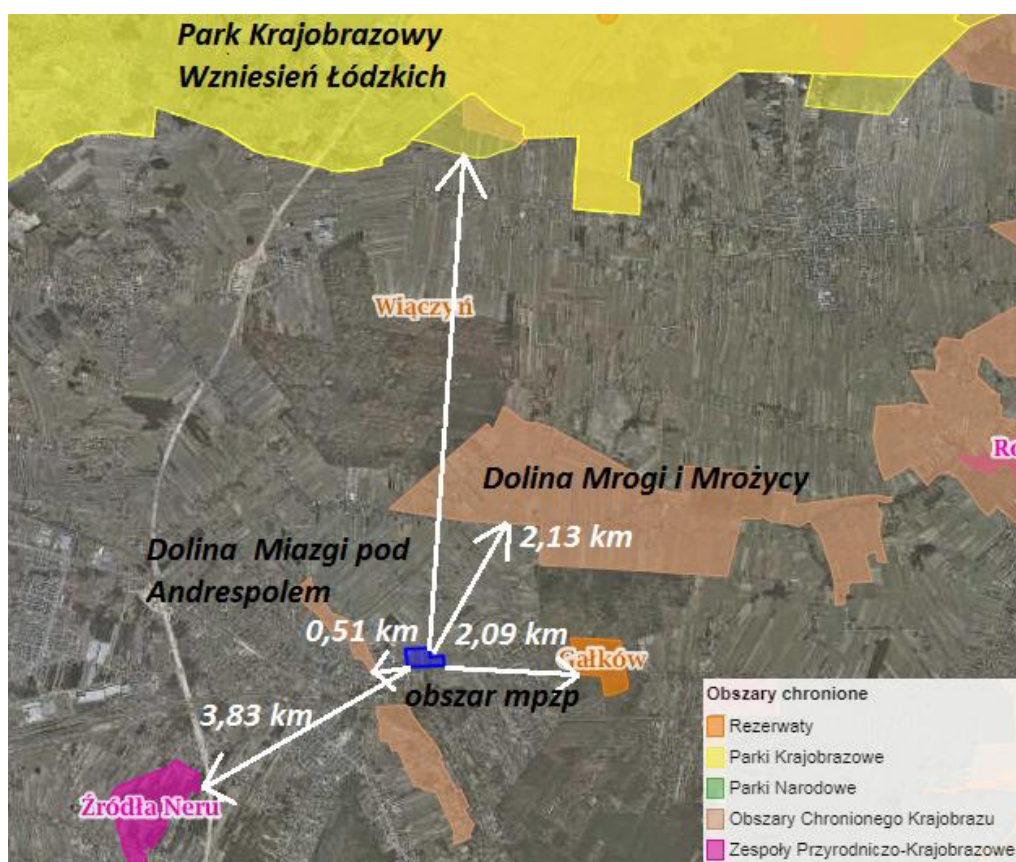 Park Krajobrazowy
Wzniesień Łódzkich
Wiączyń
Ro
Dolina Mrogi i Mrożycy
2,13 km
Dolina Miazgi pod
Andrespolem
0,51 km
2,09 km
Gałków
obszar mpzp
3,83 km
Źródła Neru
Obszary chronione
Rezerwaty
Parki Krajobrazowe
Parki Narodowe
Obszary Chronionego Krajobrazu
Zespoły Przyrodniczo-Krajobrazowe